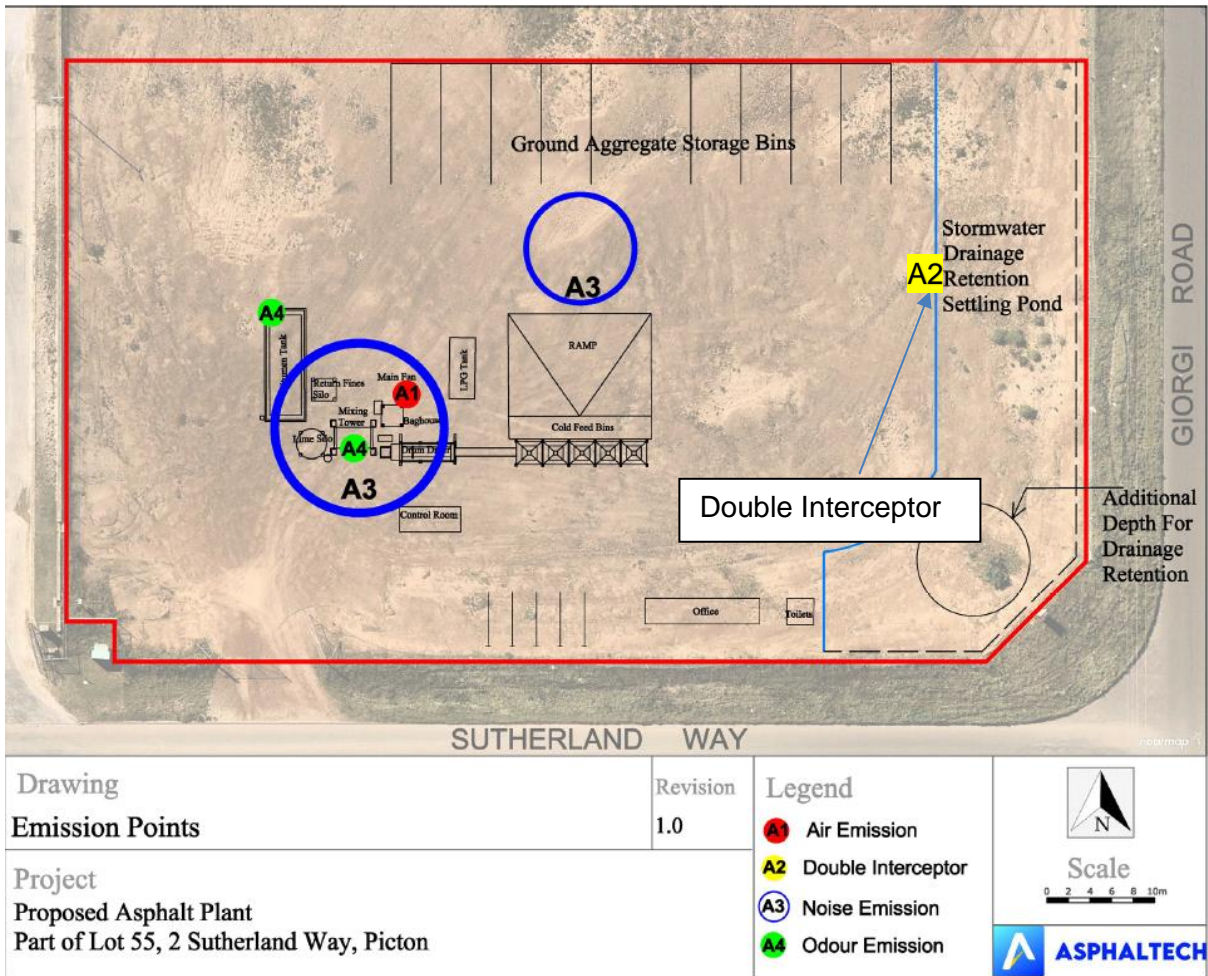 Ground Aggregate Storage Bins
Stormwater
Drainage
Retention
Settling Pond
A2
GIORGI ROAD
A3
A4
RAMP
LPG Tank
Main Fan
A1
Return Fines
Silo
Mixing
Tower
Baghouse
Cold Feed Bins
Lime Silo
A4
A3
Double Interceptor
Control Room
Additional
Depth For
Drainage
Retention
Office
Toilets
SUTHERLAND WAY
nearmap
Drawing
Emission Points
Revision
1.0
Project
Proposed Asphalt Plant
Part of Lot 55, 2 Sutherland Way, Picton
Legend
A1 Air Emission
A2 Double Interceptor
A3 Noise Emission
A4 Odour Emission
N
Scale
0 2 4 6 8 10m
ASPHALTECH